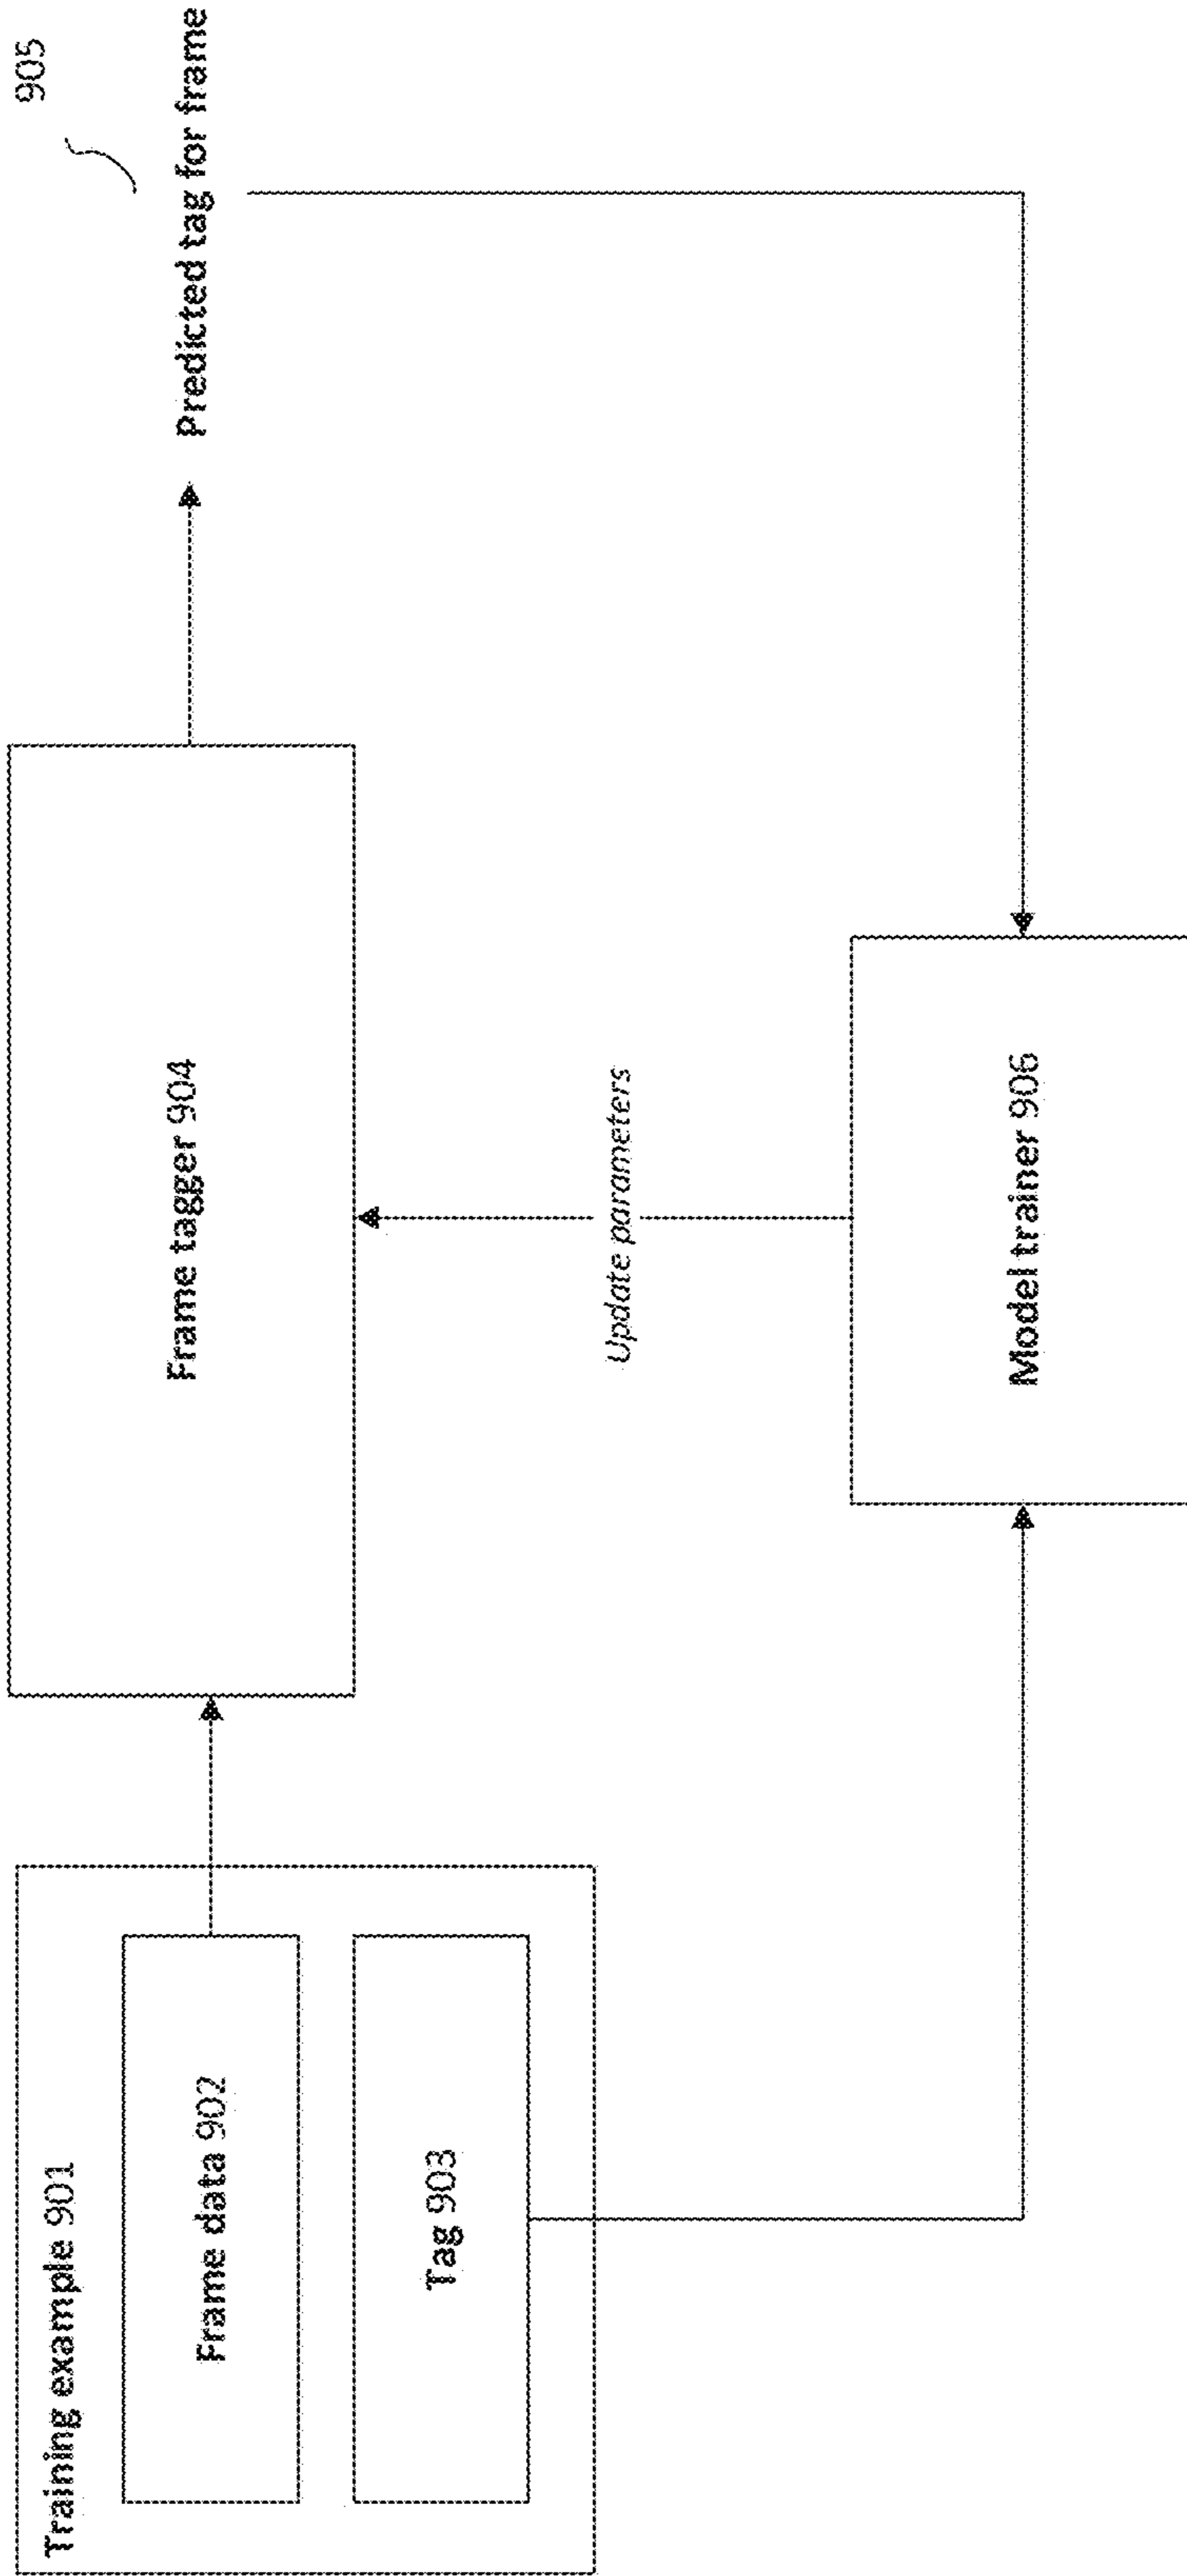 Training example 901
Frame data 902
Tag 903
Frame tagger 904
Update parameters
Model trainer 906
Predicted tag for frame
905